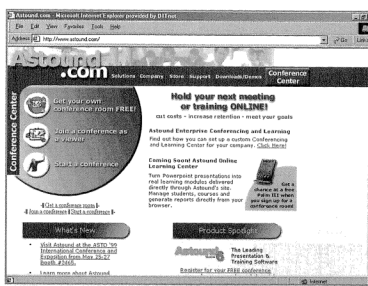 Astound.com - Microsoft Internet Explorer provided by DTTnet
File Edit View Favorites Tools Help
Address http://www.astound.com/ Go Links
Astound
.com Solutions Company Store Support Downloads/Demos Conference Center
Conference Center
Get your own
conference room FREE!
Join a conference as
a viewer
Start a conference
[-Get a conference room-]
[-Join a conference-][-Start a conference-]
Hold your next meeting
or training ONLINE!
cut costs - increase retention - meet your goals
Astound Enterprise Conferencing and Learning
Find out how you can set up a custom Conferencing
and Learning Center for your company. Click Here!
Coming Soon! Astound Online
Learning Center
Turn Powerpoint presentations into
real learning modules delivered
directly through Astound's site.
Manage students, courses and
generate reports directly from your
browser.
Get a
chance at a free
Palm III when
you sign up for a
conference room!
What's New
Visit Astound at the ASTD '99
International Conference and
Exposition from May 25-27
Booth #2465.
Learn more about Astound
Product Spotlight
Astound 6 The Leading
Presentation &
Training Software
Register for your FREE conference
Internet